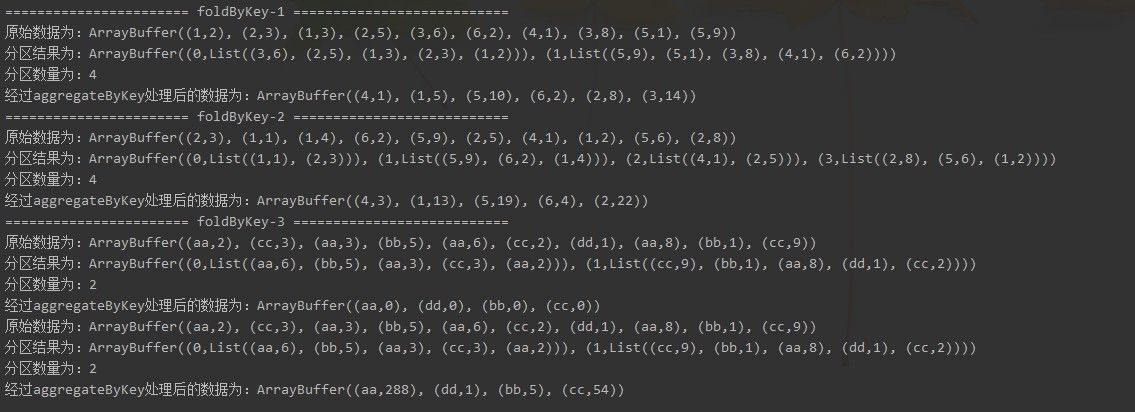 ======================= foldByKey-1 ===========================
原始数据为：ArrayBuffer((1,2), (2,3), (1,3), (2,5), (3,6), (6,2), (4,1), (3,8), (5,1), (5,9))
分区结果为：ArrayBuffer((0,List((3,6), (2,5), (1,3), (2,3), (1,2))), (1,List((5,9), (5,1), (3,8), (4,1), (6,2))))
分区数量为：4
经过aggregateByKey处理后的数据为：ArrayBuffer((4,1), (1,5), (5,10), (6,2), (2,8), (3,14))
======================= foldByKey-2 ===========================
原始数据为：ArrayBuffer((2,3), (1,1), (1,4), (6,2), (5,9), (2,5), (4,1), (1,2), (5,6), (2,8))
分区结果为：ArrayBuffer((0,List((1,1), (2,3))), (1,List((5,9), (6,2), (1,4))), (2,List((4,1), (2,5))), (3,List((2,8), (5,6), (1,2))))
分区数量为：4
经过aggregateByKey处理后的数据为：ArrayBuffer((4,3), (1,13), (5,19), (6,4), (2,22))
======================= foldByKey-3 ===========================
原始数据为：ArrayBuffer((aa,2), (cc,3), (aa,3), (bb,5), (aa,6), (cc,2), (dd,1), (aa,8), (bb,1), (cc,9))
分区结果为：ArrayBuffer((0,List((aa,6), (bb,5), (aa,3), (cc,3), (aa,2))), (1,List((cc,9), (bb,1), (aa,8), (dd,1), (cc,2))))
分区数量为：2
经过aggregateByKey处理后的数据为：ArrayBuffer((aa,0), (dd,0), (bb,0), (cc,0))
原始数据为：ArrayBuffer((aa,2), (cc,3), (aa,3), (bb,5), (aa,6), (cc,2), (dd,1), (aa,8), (bb,1), (cc,9))
分区结果为：ArrayBuffer((0,List((aa,6), (bb,5), (aa,3), (cc,3), (aa,2))), (1,List((cc,9), (bb,1), (aa,8), (dd,1), (cc,2))))
分区数量为：2
经过aggregateByKey处理后的数据为：ArrayBuffer((aa,288), (dd,1), (bb,5), (cc,54))